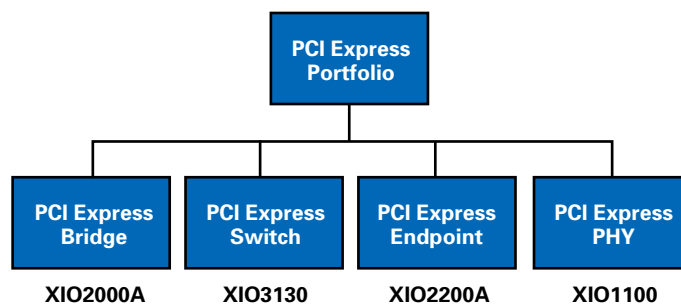 PCI Express
Portfolio
PCI Express
Bridge
PCI Express
Switch
PCI Express
Endpoint
PCI Express
PHY
XIO2000A
XIO3130
XIO2200A
XIO1100